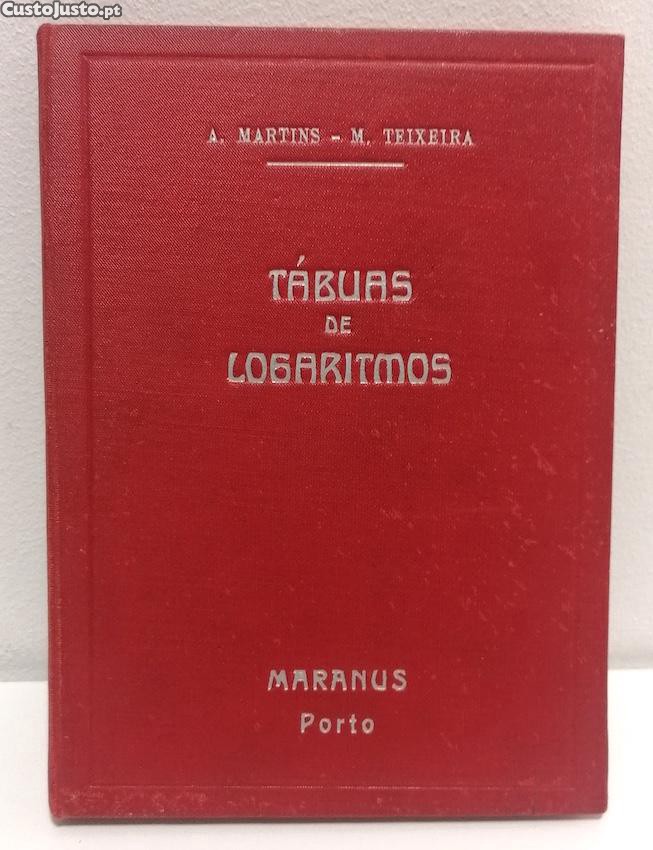 CustoJusto.pt
A. MARTINS - M. TEIXEIRA
TÁBUAS
DE
LOGARITMOS
MARANUS
Porto